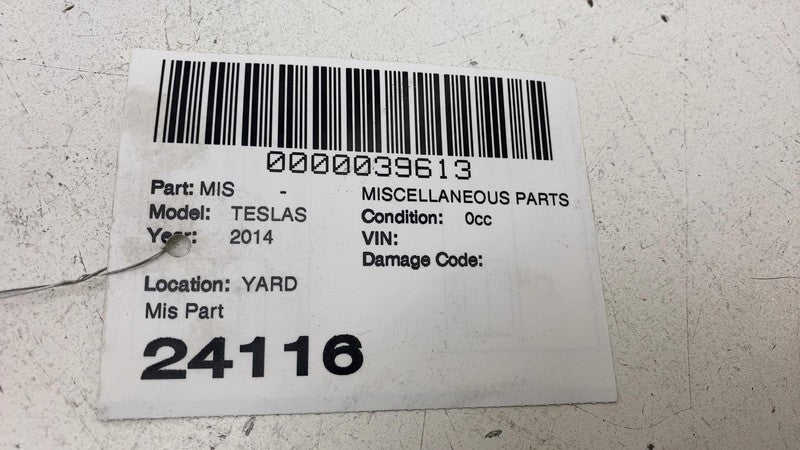 0000039613
Part: MIS - MISCELLANEOUS PARTS
Model: TESLAS Condition: 0cc
Year: 2014 VIN:
Damage Code:
Location: YARD
Mis Part
24116